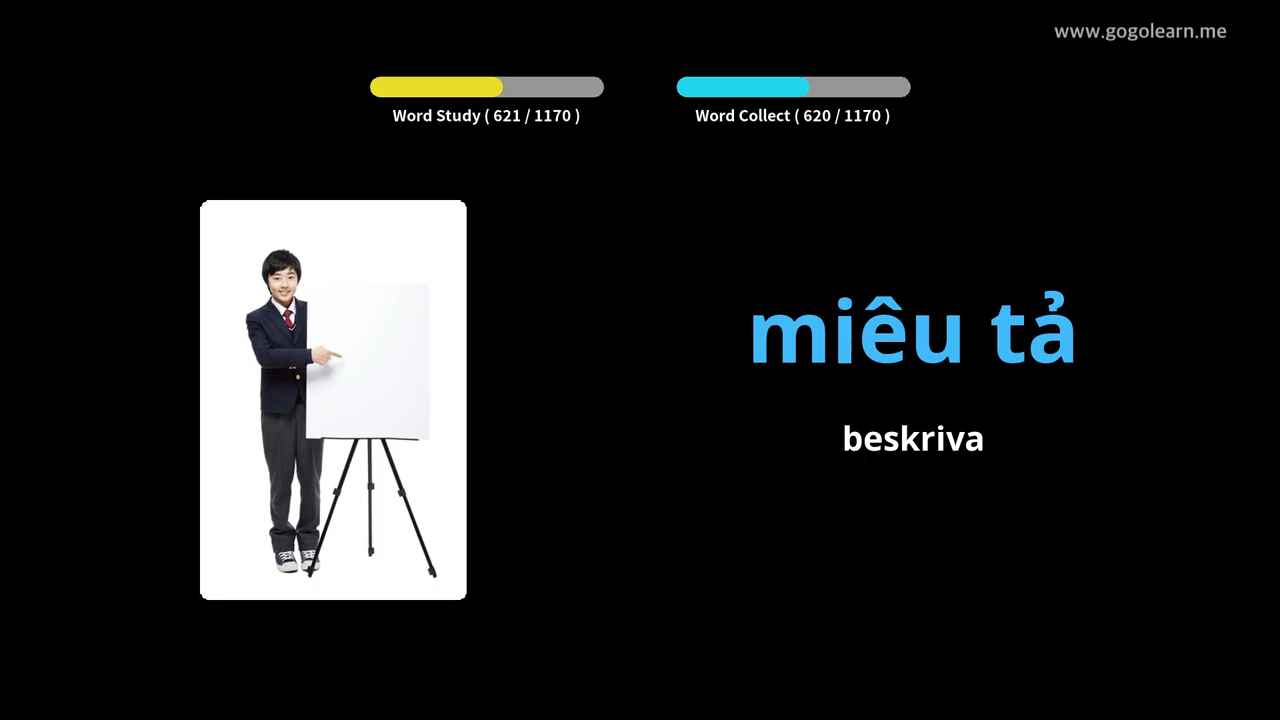 www.gogolearn.me
Word Study ( 621 / 1170 )
Word Collect ( 620 / 1170 )
miêu tả
beskriva